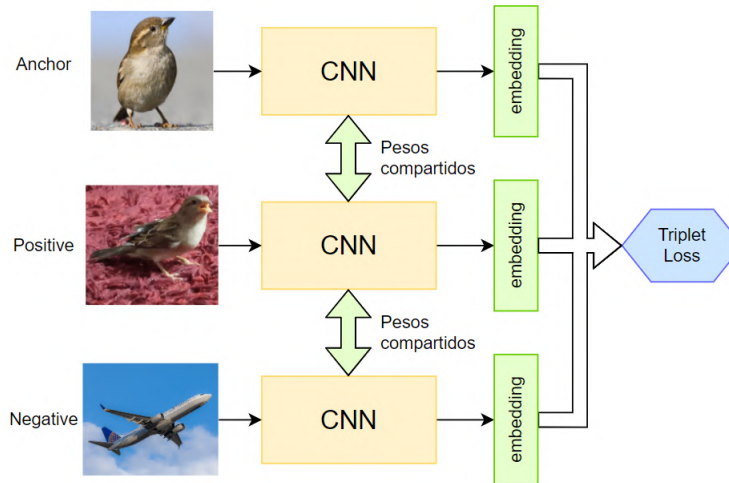 Anchor
CNN
embedding
Pesos
compartidos
Positive
CNN
embedding
Triplet
Loss
Pesos
compartidos
Negative
CNN
embedding